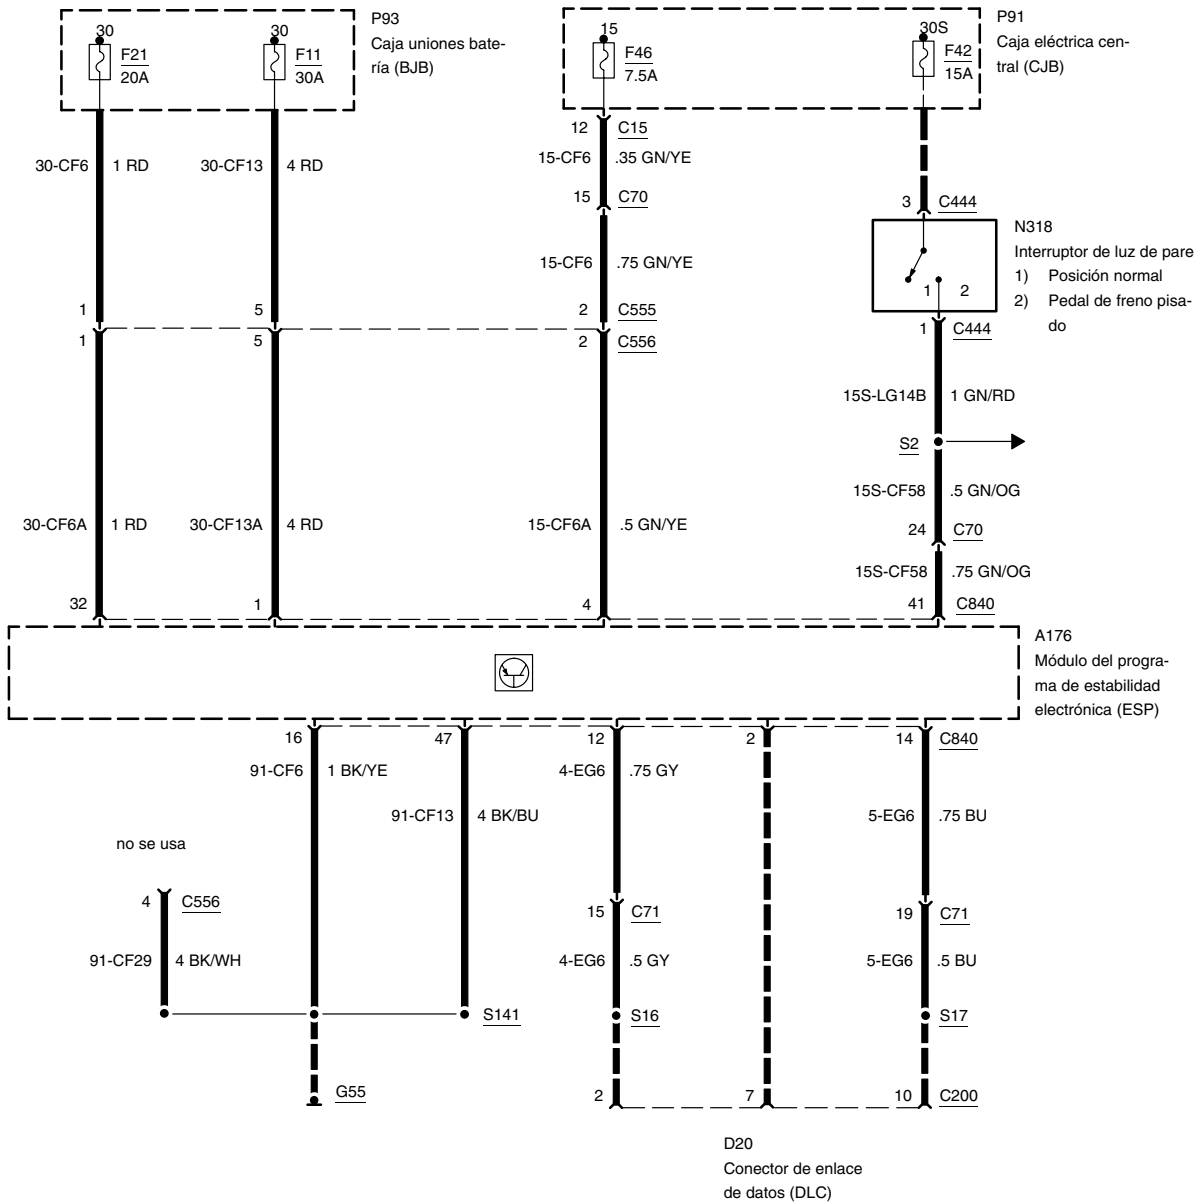 P93
Caja uniones bate-
ría (BJB)
30
F21
20A
30
F11
30A
P91
Caja eléctrica cen-
tral (CJB)
15
F46
7.5A
30S
F42
15A
12 C15
30-CF6 1 RD
30-CF13 4 RD
15-CF6 .35 GN/YE
15 C70
3 C444
N318
Interruptor de luz de pare
1) Posición normal
2) Pedal de freno pisa-
do
1 2
15-CF6 .75 GN/YE
1 5 2 C555
1 5 2 C556
1 C444
15S-LG14B 1 GN/RD
S2
15S-CF58 .5 GN/OG
30-CF6A 1 RD
30-CF13A 4 RD
15-CF6A .5 GN/YE
24 C70
15S-CF58 .75 GN/OG
32 1 4 41 C840
A176
Módulo del progra-
ma de estabilidad
electrónica (ESP)
16 47 12 2 14 C840
91-CF6 1 BK/YE
4-EG6 .75 GY
91-CF13 4 BK/BU
5-EG6 .75 BU
no se usa
4 C556
15 C71
19 C71
91-CF29 4 BK/WH
4-EG6 .5 GY
5-EG6 .5 BU
S141
S16
S17
G55
2 7 10 C200
D20
Conector de enlace
de datos (DLC)